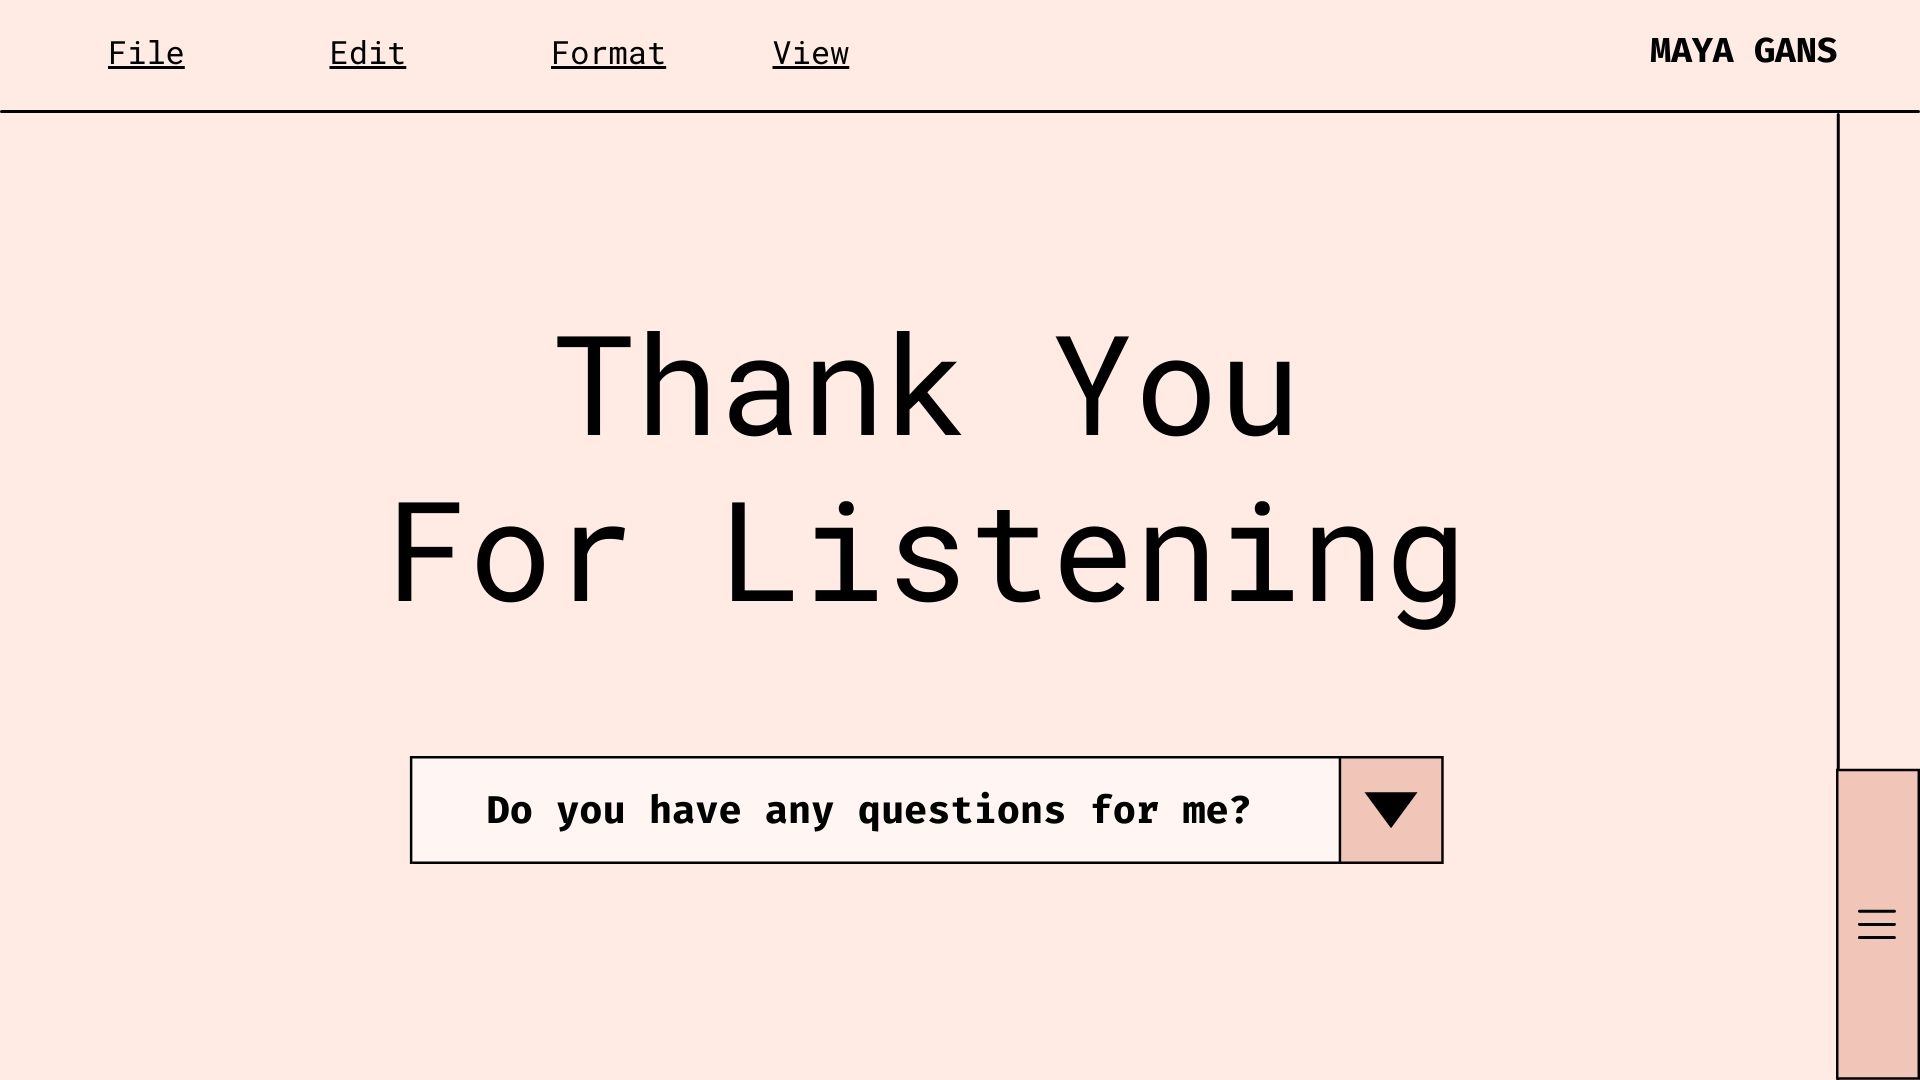 File Edit Format View MAYA GANS
Thank You
For Listening
Do you have any questions for me?